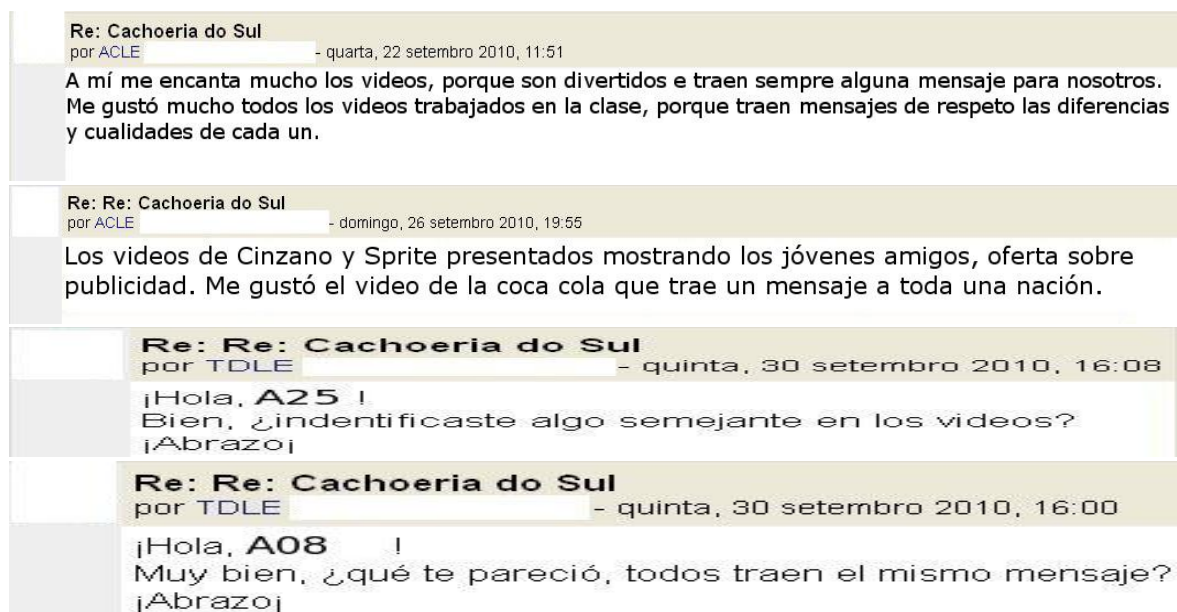 Re: Cachoeria do Sul
por ACLE - quarta, 22 setembro 2010, 11:51
A mí me encanta mucho los videos, porque son divertidos e traen sempre alguna mensaje para nosotros.
Me gustó mucho todos los videos trabajados en la clase, porque traen mensajes de respeto las diferencias
y cualidades de cada un.
Re: Re: Cachoeria do Sul
por ACLE - domingo, 26 setembro 2010, 19:55
Los videos de Cinzano y Sprite presentados mostrando los jóvenes amigos, oferta sobre
publicidad. Me gustó el video de la coca cola que trae un mensaje a toda una nación.
Re: Re: Cachoeria do Sul
por TDLE - quinta, 30 setembro 2010, 16:08
¡Hola, A25 !
Bien, ¿indentificaste algo semejante en los videos?
¡Abrazo¡
Re: Re: Cachoeria do Sul
por TDLE - quinta, 30 setembro 2010, 16:00
¡Hola, A08 !
Muy bien, ¿qué te pareció, todos traen el mismo mensaje?
¡Abrazo¡